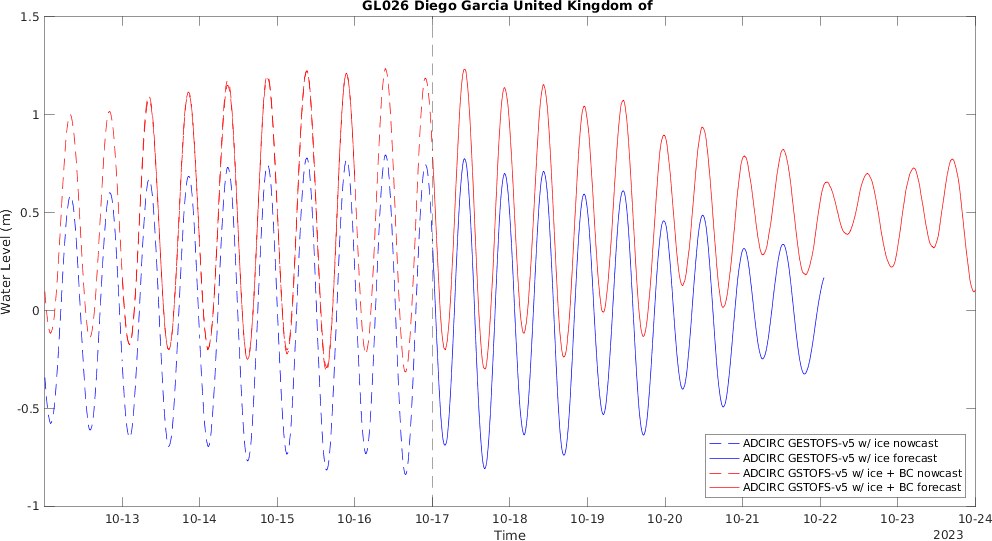 GL026 Diego Garcia United Kingdom of
Water Level (m)
1.5
1
0.5
0
-0.5
-1
ADCIRC GESTOFS-v5 w/ ice nowcast
ADCIRC GESTOFS-v5 w/ ice forecast
ADCIRC GSTOFS-v5 w/ ice + BC nowcast
ADCIRC GSTOFS-v5 w/ ice + BC forecast
10-13 10-14 10-15 10-16 10-17 10-18 10-19 10-20 10-21 10-22 10-23 10-24
Time
2023